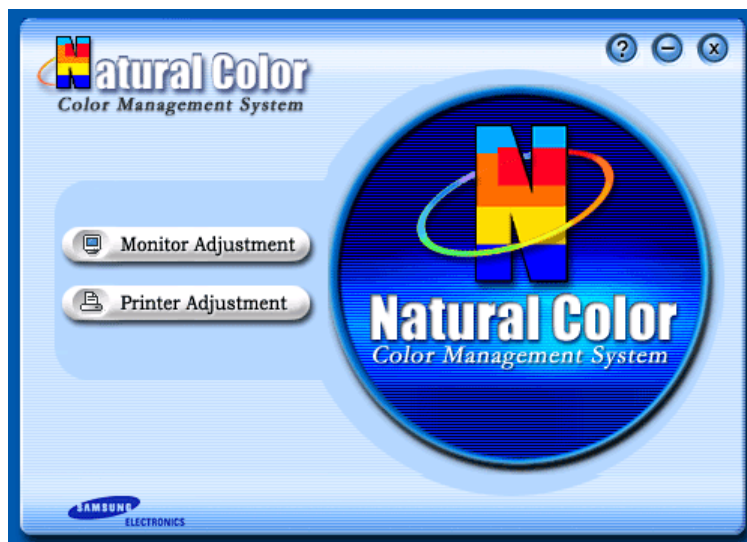 Natural Color
Color Management System
? − x
Monitor Adjustment
Printer Adjustment
N
Natural Color
Color Management System
SAMSUNG
ELECTRONICS